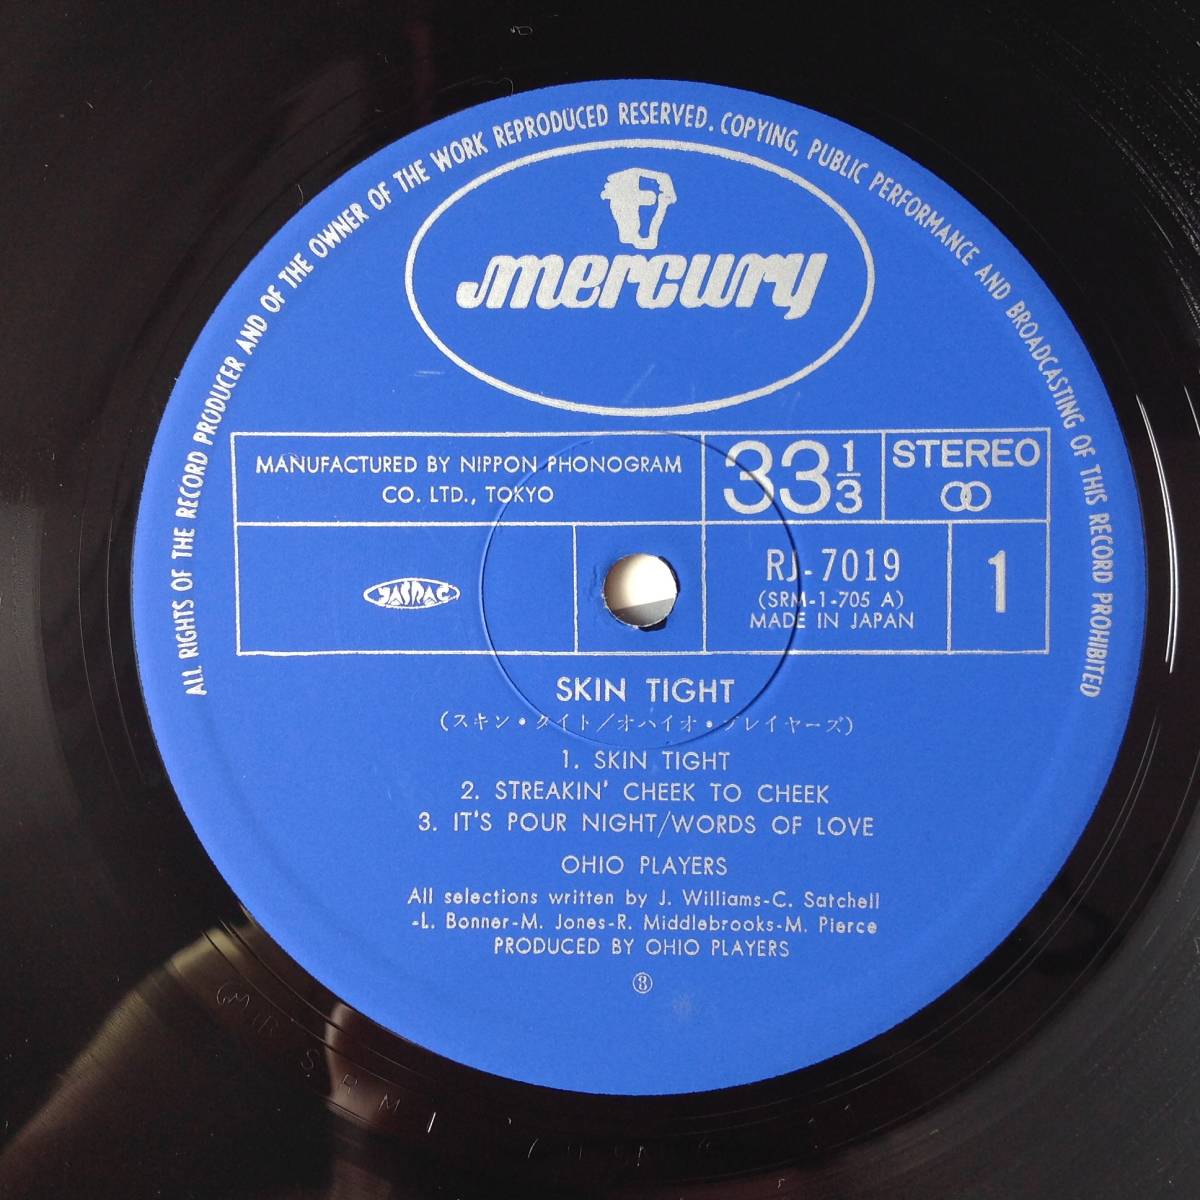 ALL RIGHTS OF THE RECORD PRODUCER AND OF THE OWNER OF THE WORK REPRODUCED RESERVED. COPYING, PUBLIC PERFORMANCE AND BROADCASTING OF THIS RECORD PROHIBITED
mercury
MANUFACTURED BY NIPPON PHONOGRAM
CO. LTD., TOKYO
33 1/3
STEREO
JASRAC
RJ-7019
(SRM-1-705 A)
MADE IN JAPAN
1
SKIN TIGHT
(スキン・タイト/オハイオ・プレイヤーズ)
1. SKIN TIGHT
2. STREAKIN' CHEEK TO CHEEK
3. IT'S POUR NIGHT/WORDS OF LOVE
OHIO PLAYERS
All selections written by J. Williams-C. Satchell
-L. Bonner-M. Jones-R. Middlebrooks-M. Pierce
PRODUCED BY OHIO PLAYERS
③
S R M 1